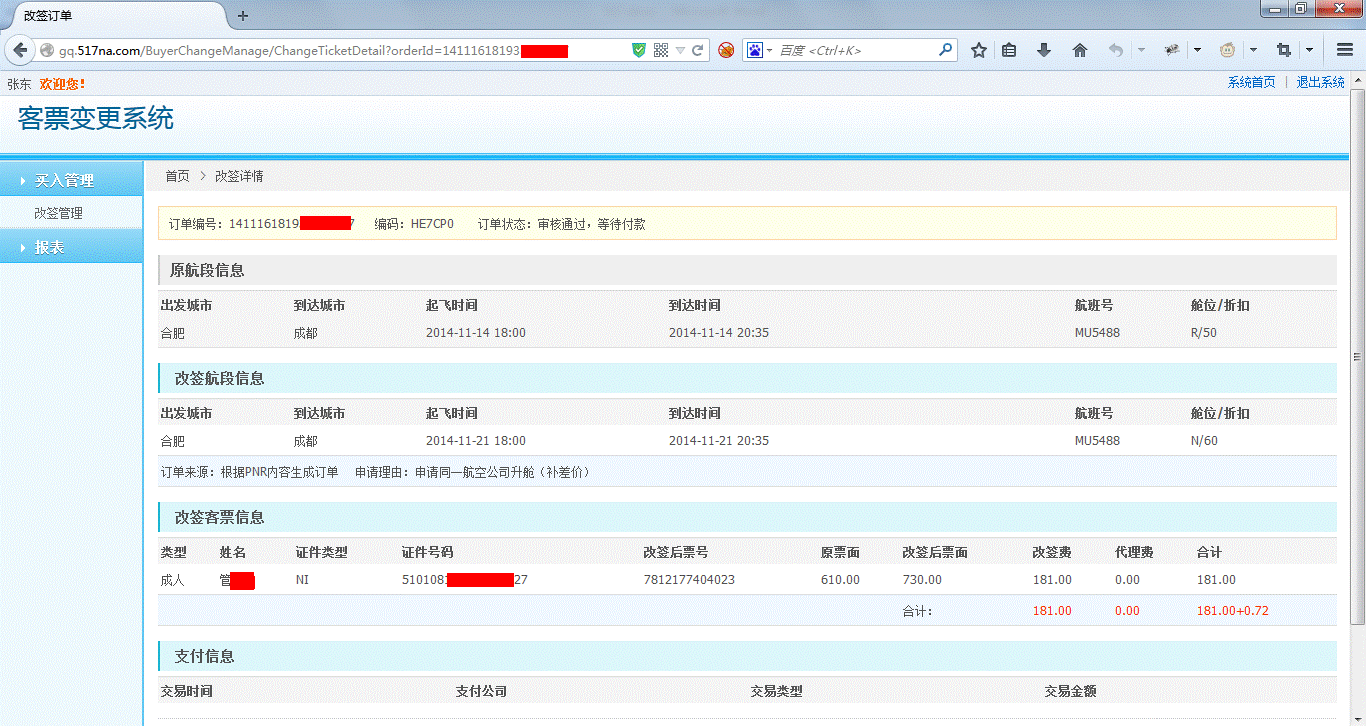 改签订单
gq.517na.com/BuyerChangeManage/ChangeTicketDetail?orderId=14111618193
百度 <Ctrl+K>
张东 欢迎您！
系统首页 | 退出系统
客票变更系统
买入管理
改签管理
报表
首页 > 改签详情
订单编号：1411161819 7 编码：HE7CP0 订单状态：审核通过，等待付款
原航段信息
出发城市 到达城市 起飞时间 到达时间 航班号 舱位/折扣
合肥 成都 2014-11-14 18:00 2014-11-14 20:35 MU5488 R/50
改签航段信息
出发城市 到达城市 起飞时间 到达时间 航班号 舱位/折扣
合肥 成都 2014-11-21 18:00 2014-11-21 20:35 MU5488 N/60
订单来源：根据PNR内容生成订单 申请理由：申请同一航空公司升舱（补差价）
改签客票信息
类型 姓名 证件类型 证件号码 改签后票号 原票面 改签后票面 改签费 代理费 合计
成人 管 NI 510108 27 7812177404023 610.00 730.00 181.00 0.00 181.00
合计： 181.00 0.00 181.00+0.72
支付信息
交易时间 支付公司 交易类型 交易金额